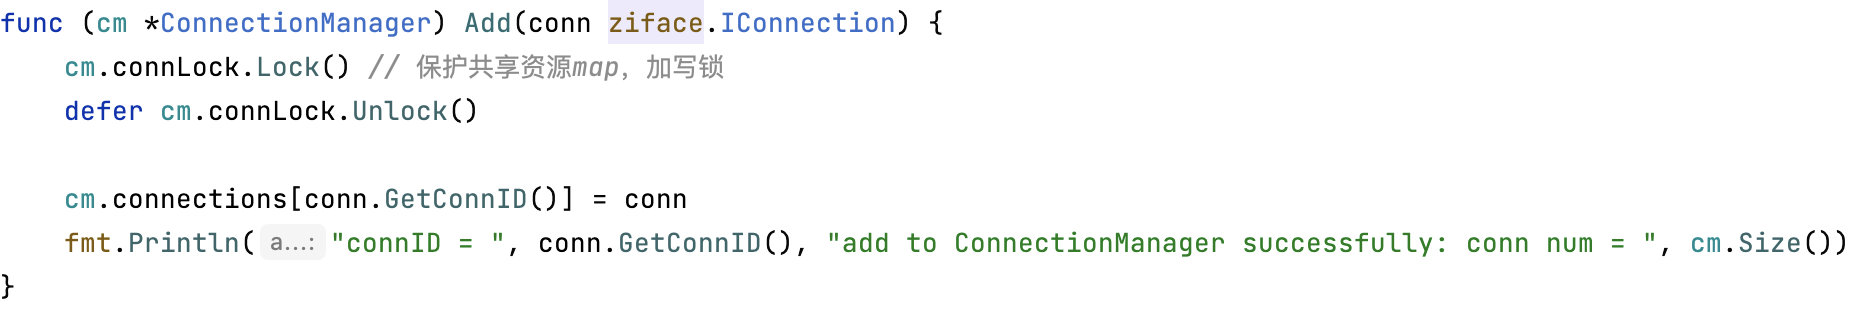 func (cm *ConnectionManager) Add(conn ziface.IConnection) {
    cm.connLock.Lock() // 保护共享资源map，加写锁
    defer cm.connLock.Unlock()

    cm.connections[conn.GetConnID()] = conn
    fmt.Println(a...: "connID = ", conn.GetConnID(), "add to ConnectionManager successfully: conn num = ", cm.Size())
}